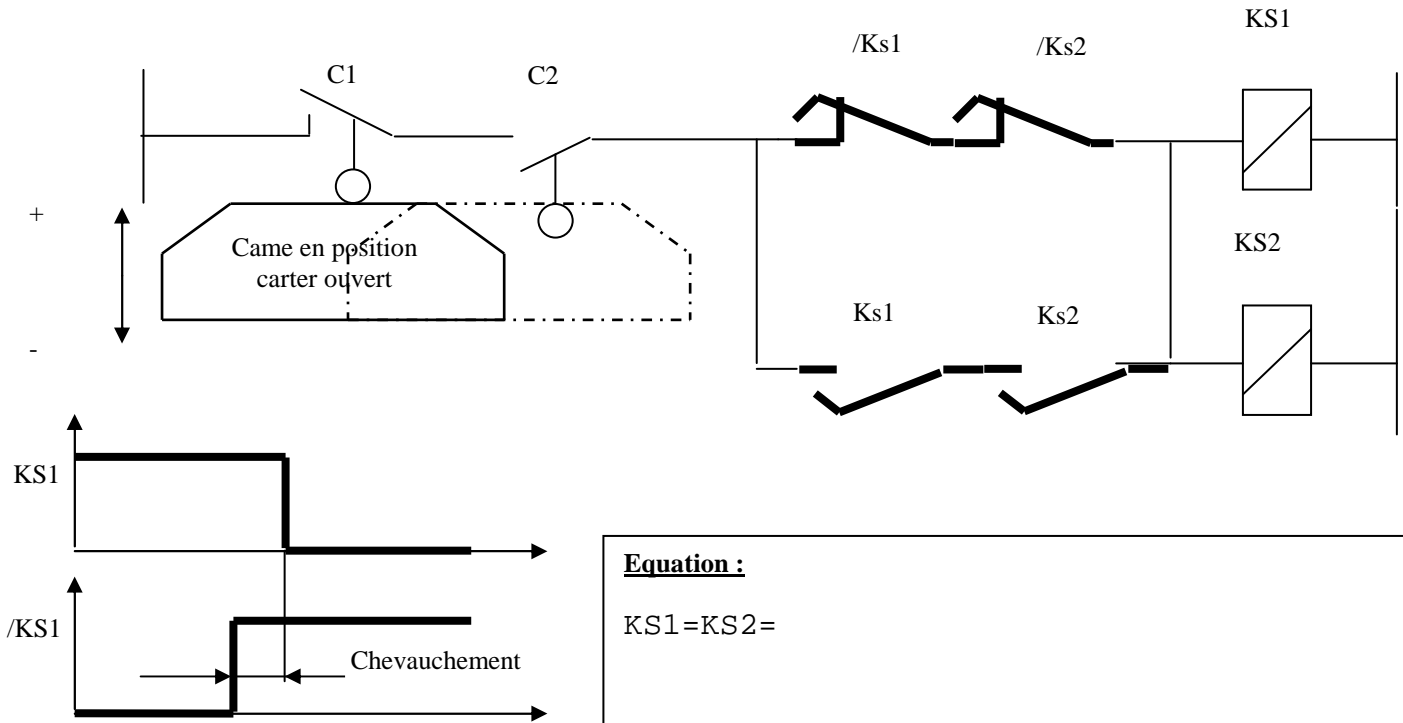 KS1
/Ks1
/Ks2
C1
C2
+
Came en position
carter ouvert
-
KS2
Ks1
Ks2
KS1
/KS1
Chevauchement
Equation :
KS1=KS2=